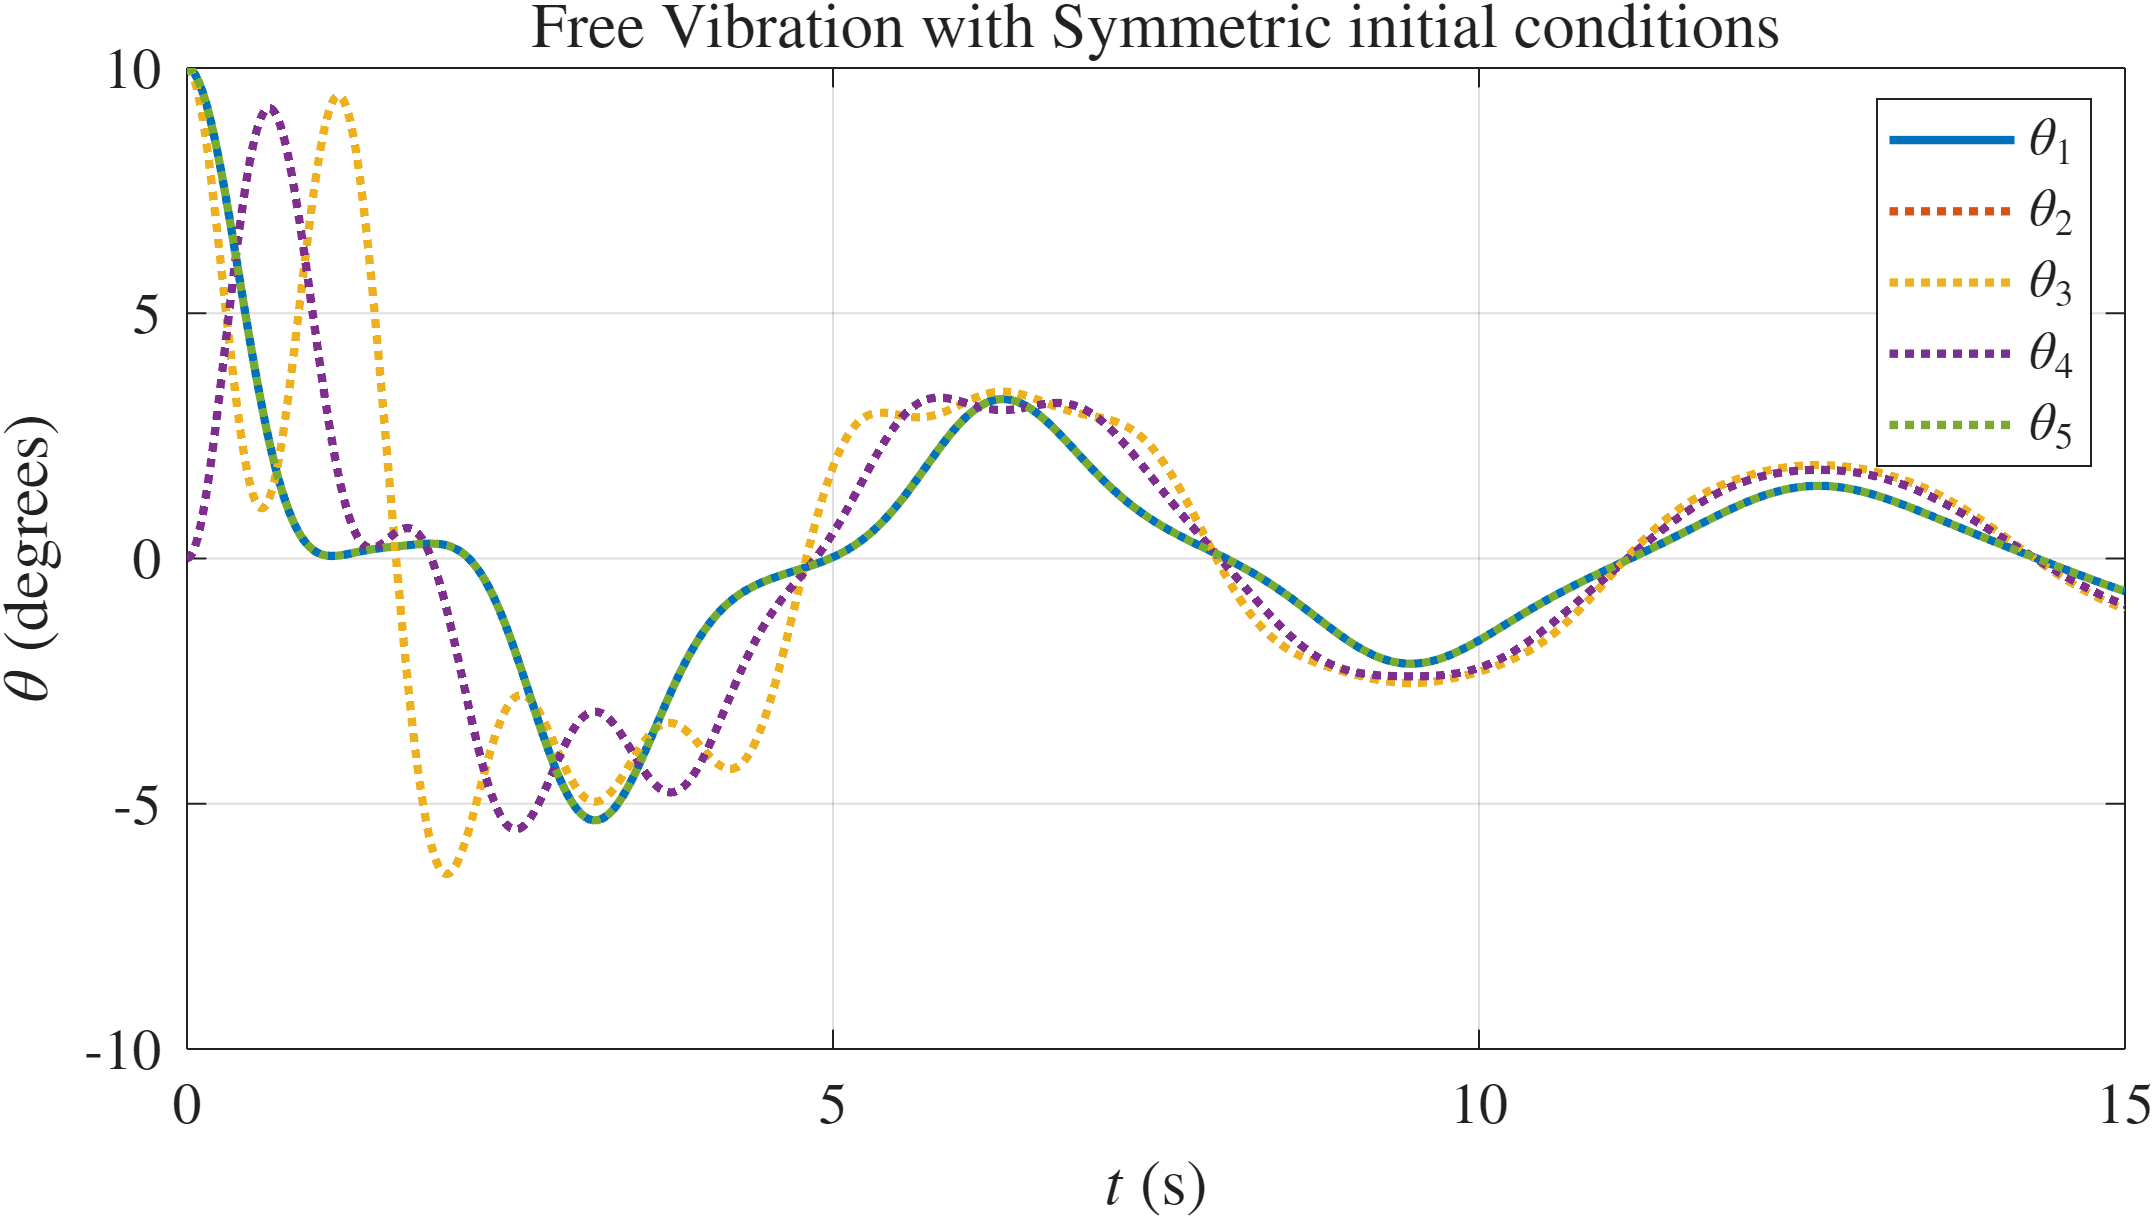 Free Vibration with Symmetric initial conditions
10
5
0
-5
-10
θ (degrees)
0 5 10 15
t (s)
θ₁
θ₂
θ₃
θ₄
θ₅